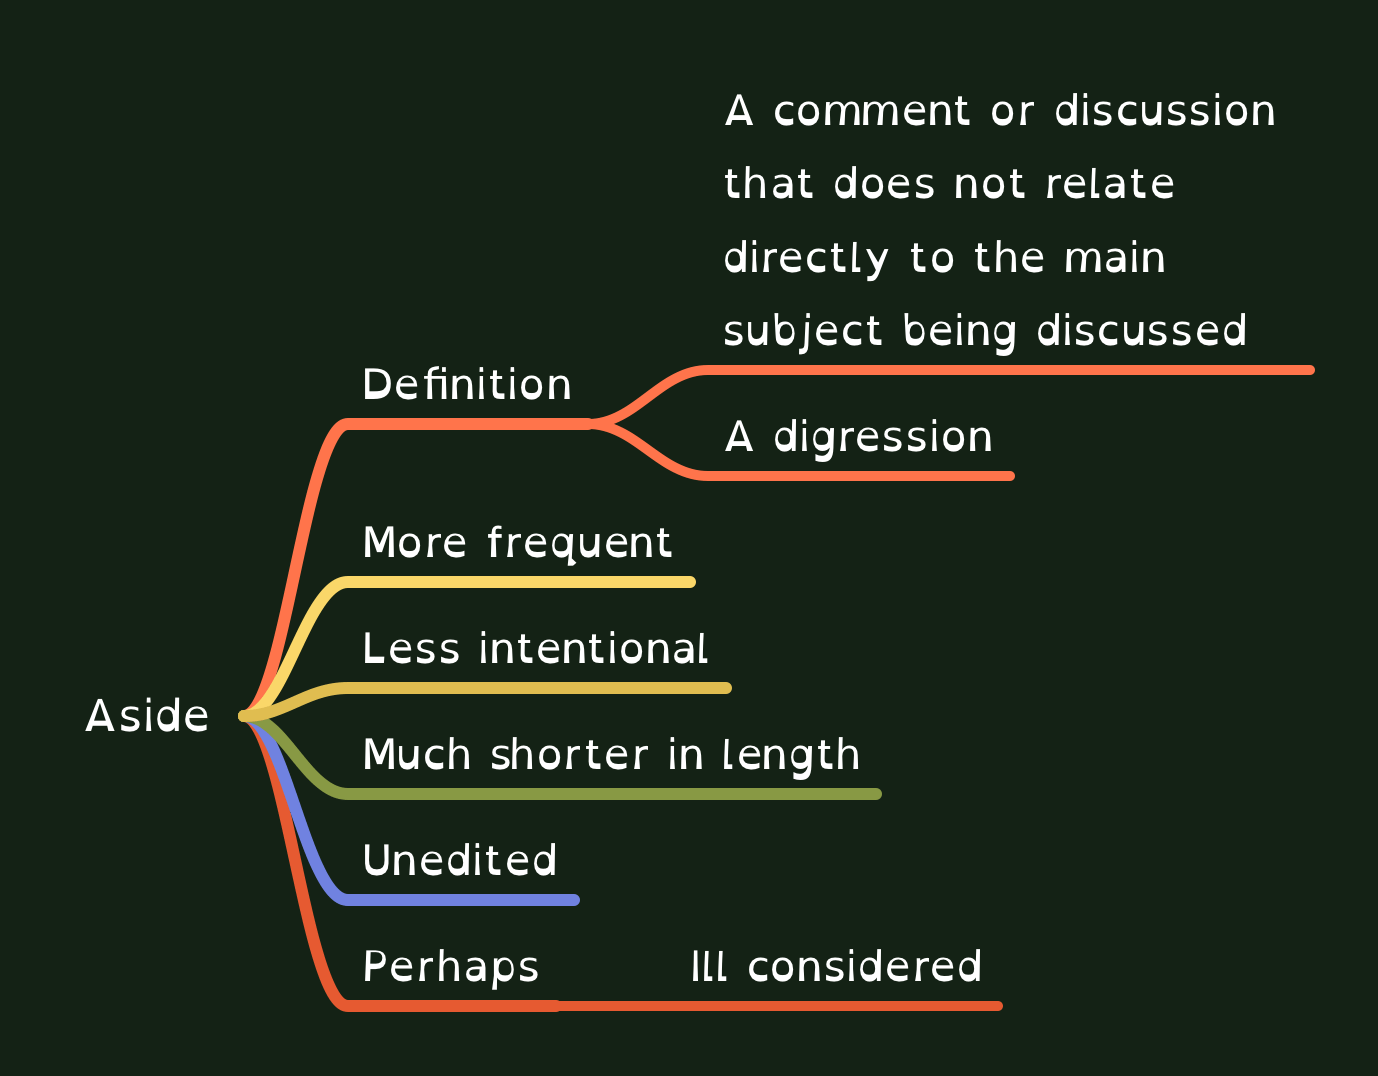 A comment or discussion
that does not relate
directly to the main
subject being discussed
Definition
A digression
More frequent
Less intentional
Aside
Much shorter in length
Unedited
Perhaps
Ill considered